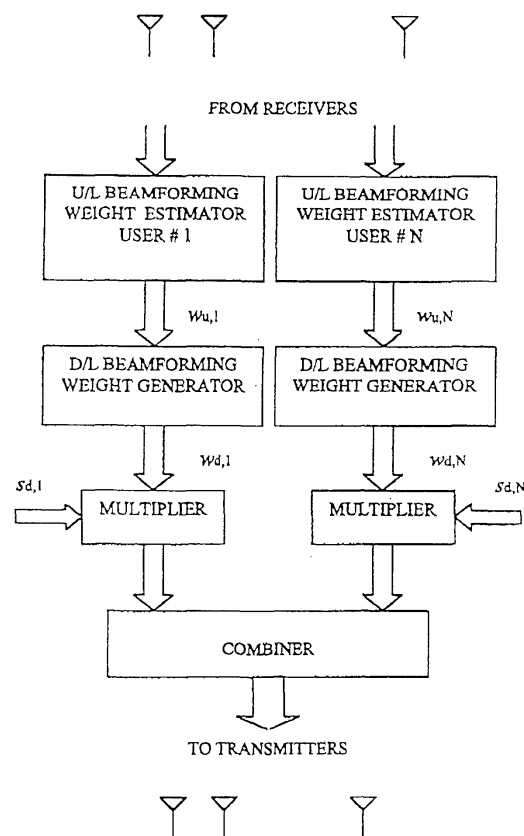 FROM RECEIVERS
U/L BEAMFORMING
WEIGHT ESTIMATOR
USER # 1
U/L BEAMFORMING
WEIGHT ESTIMATOR
USER # N
wu,1
wu,N
D/L BEAMFORMING
WEIGHT GENERATOR
D/L BEAMFORMING
WEIGHT GENERATOR
wd,1
wd,N
sd,1
sd,N
MULTIPLIER
MULTIPLIER
COMBINER
TO TRANSMITTERS